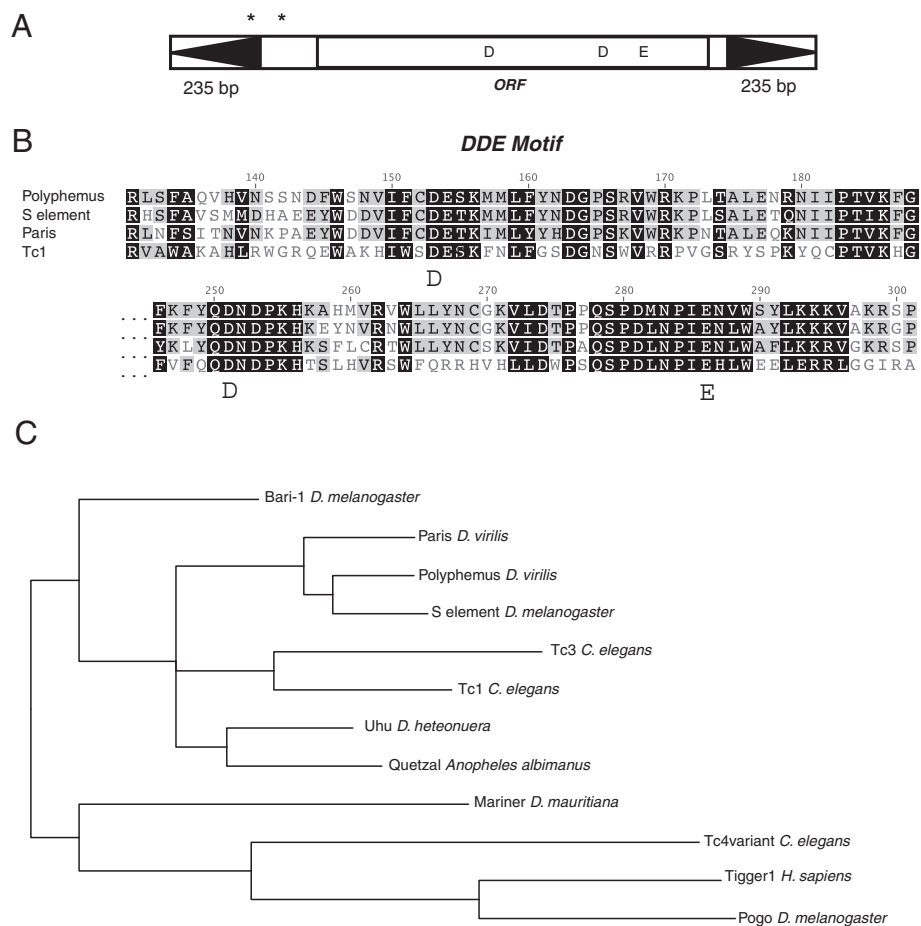 A
* *
D D E
235 bp ORF 235 bp
B
DDE Motif
140 150 160 170 180
Polyphemus RLSFAQVHVNSSNDFWSNVIFCDESKMMLFYNDGPSRVWRKPLTALENRNIIPTVKFG
S element RHSFAVSMMDHAEEYWDDVIFCDETKMMLFYNDGPSRVWRKPLSALETQNIIPTIKFG
Paris RLNFSITNVNKPAEYWDDVIFCDETKIMLYYHDGPSRVWRKPNTALEQKNIIPTVKFG
Tc1 RVAWAKAHLRWGRQEWAKHIWSDESKFNLFGSDGNSWVRRPVGSRYSPKYQCPTVKHG
D
250 260 270 280 290 300
... FKFYQDNDPKHKAHMVRVWLLYNCGKVLDTPPQSPDMNPIENVWSYLKKKVAKRSP
... FKFYQDNDPKHKEYNVRNWLLYNCGKVIDTPPQSPDLNPIENLWAYLKKKVAKRSP
... YKLYQDNDPKHKSFLCRTWLLYNCSKVIDTPAQSPDLNPIENLWAFLKKRVGKRSP
... FVFQQDNDPKHTSLHVRSWFQRRHVHLLDWPSQSPDLNPIEHLWEELERRLGGIRA
D E
C
Bari-1 D. melanogaster
Paris D. virilis
Polyphemus D. virilis
S element D. melanogaster
Tc3 C. elegans
Tc1 C. elegans
Uhu D. heteonuera
Quetzal Anopheles albimanus
Mariner D. mauritiana
Tc4variant C. elegans
Tigger1 H. sapiens
Pogo D. melanogaster